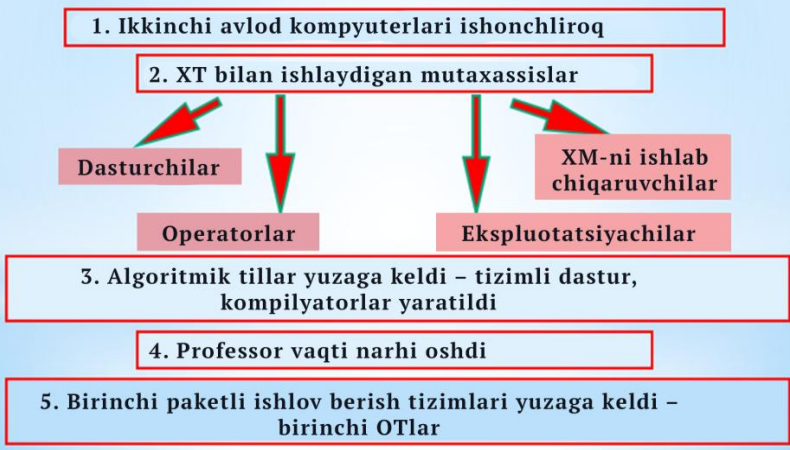 1. Ikkinchi avlod kompyuterlari ishonchliroq
2. XT bilan ishlaydigan mutaxassislar
Dasturchilar
XM-ni ishlab
chiqaruvchilar
Operatorlar
Ekspluotatsiyachilar
3. Algoritmik tillar yuzaga keldi – tizimli dastur,
kompilyatorlar yaratildi
4. Professor vaqti narhi oshdi
5. Birinchi paketli ishlov berish tizimlari yuzaga keldi –
birinchi OTlar